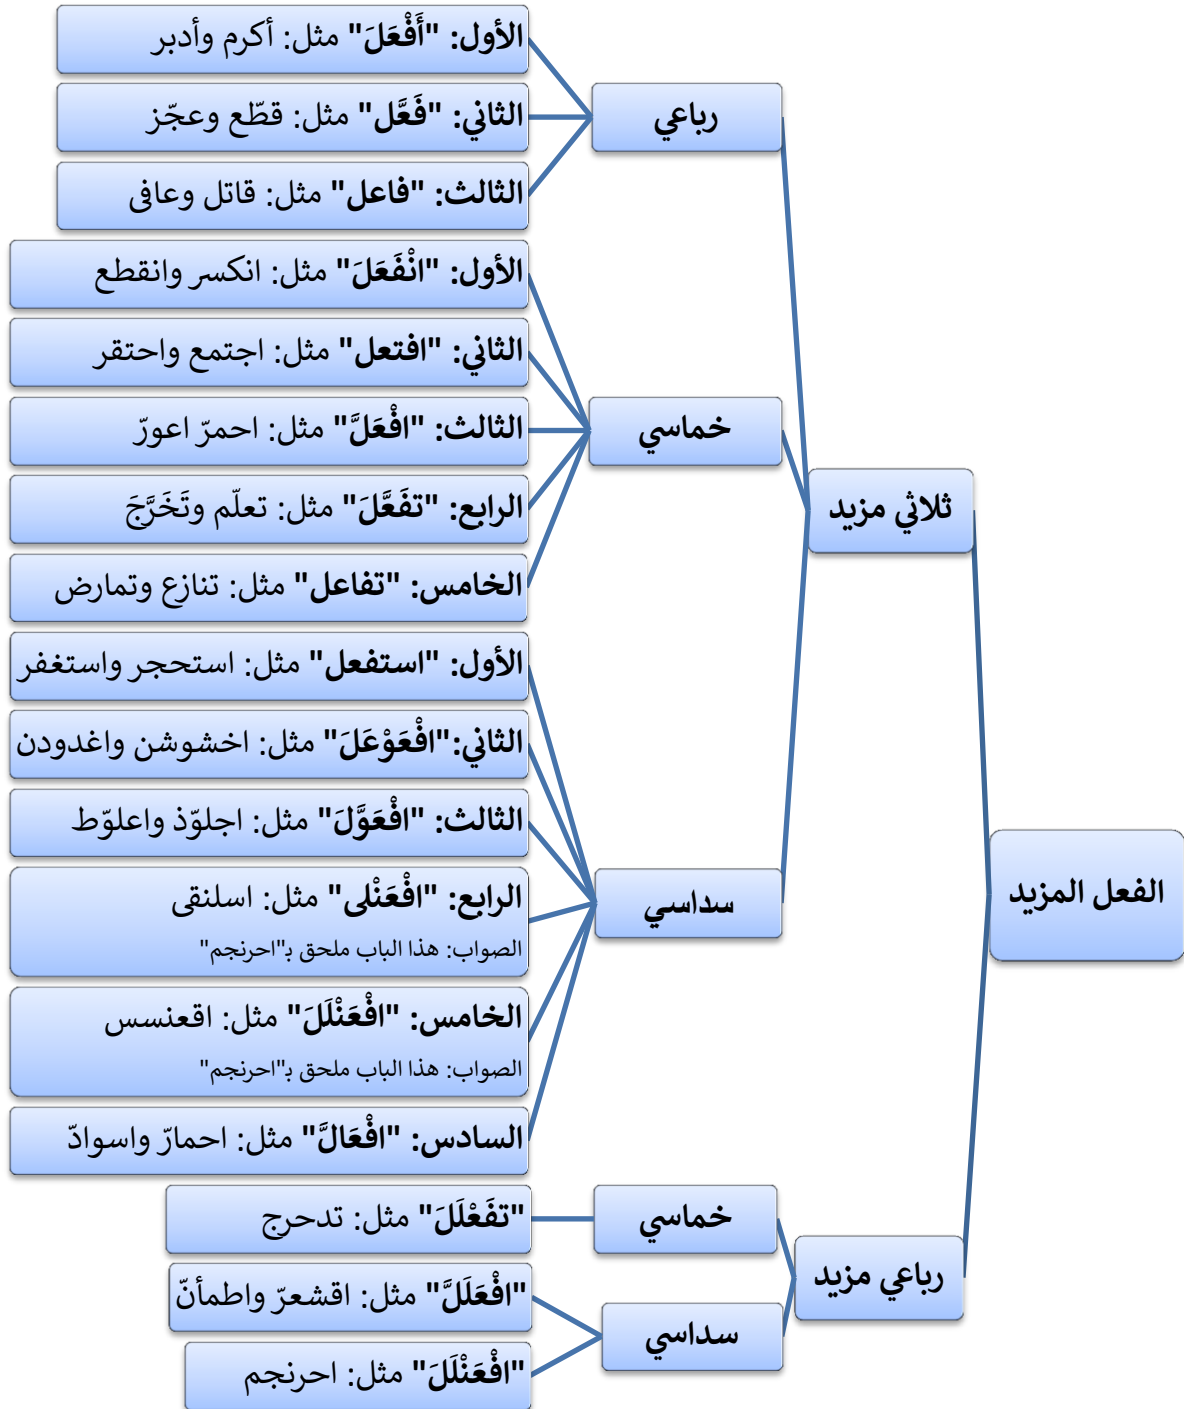 الفعل المزيد
ثلاثي مزيد
رباعي
الأول: "أَفْعَلَ" مثل: أكرم وأدبر
الثاني: "فَعَّل" مثل: قطّع وعجّز
الثالث: "فاعل" مثل: قاتل وعافى
خماسي
الأول: "انْفَعَلَ" مثل: انكسر وانقطع
الثاني: "افتعل" مثل: اجتمع واحتقر
الثالث: "افْعَلَّ" مثل: احمرّ اعورّ
الرابع: "تفَعَّلَ" مثل: تعلّم وتَخَرَّجَ
الخامس: "تفاعل" مثل: تنازع وتمارض
سداسي
الأول: "استفعل" مثل: استحجر واستغفر
الثاني:"افْعَوْعَلَ" مثل: اخشوشن واغدودن
الثالث: "افْعَوَّلَ" مثل: اجلوّذ واعلوّط
الرابع: "افْعَنْلى" مثل: اسلنقى
الصواب: هذا الباب ملحق بـ"احرنجم"
الخامس: "افْعَنْلَلَ" مثل: اقعنسس
الصواب: هذا الباب ملحق بـ"احرنجم"
السادس: "افْعَالَّ" مثل: احمارّ واسوادّ
رباعي مزيد
خماسي
"تفَعْلَلَ" مثل: تدحرج
سداسي
"افْعَلَلَّ" مثل: اقشعرّ واطمأنّ
"افْعَنْلَلَ" مثل: احرنجم